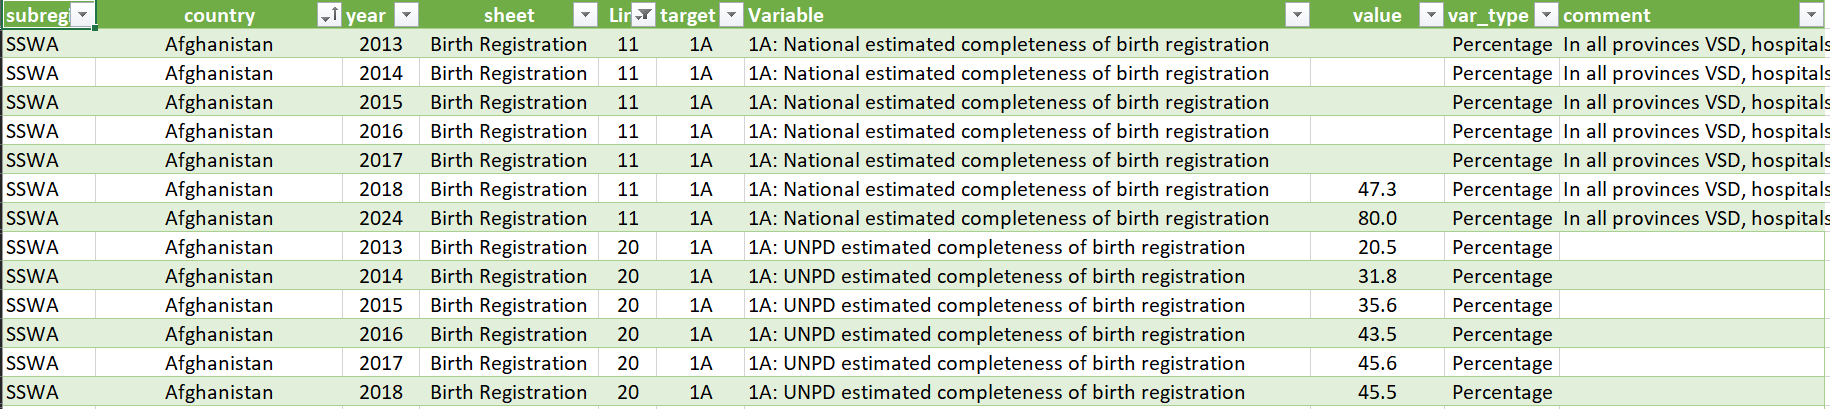 subreg country year sheet Lin target Variable value var_type comment
SSWA Afghanistan 2013 Birth Registration 11 1A 1A: National estimated completeness of birth registration Percentage In all provinces VSD, hospitals
SSWA Afghanistan 2014 Birth Registration 11 1A 1A: National estimated completeness of birth registration Percentage In all provinces VSD, hospitals
SSWA Afghanistan 2015 Birth Registration 11 1A 1A: National estimated completeness of birth registration Percentage In all provinces VSD, hospitals
SSWA Afghanistan 2016 Birth Registration 11 1A 1A: National estimated completeness of birth registration Percentage In all provinces VSD, hospitals
SSWA Afghanistan 2017 Birth Registration 11 1A 1A: National estimated completeness of birth registration Percentage In all provinces VSD, hospitals
SSWA Afghanistan 2018 Birth Registration 11 1A 1A: National estimated completeness of birth registration 47.3 Percentage In all provinces VSD, hospitals
SSWA Afghanistan 2024 Birth Registration 11 1A 1A: National estimated completeness of birth registration 80.0 Percentage In all provinces VSD, hospitals
SSWA Afghanistan 2013 Birth Registration 20 1A 1A: UNPD estimated completeness of birth registration 20.5 Percentage
SSWA Afghanistan 2014 Birth Registration 20 1A 1A: UNPD estimated completeness of birth registration 31.8 Percentage
SSWA Afghanistan 2015 Birth Registration 20 1A 1A: UNPD estimated completeness of birth registration 35.6 Percentage
SSWA Afghanistan 2016 Birth Registration 20 1A 1A: UNPD estimated completeness of birth registration 43.5 Percentage
SSWA Afghanistan 2017 Birth Registration 20 1A 1A: UNPD estimated completeness of birth registration 45.6 Percentage
SSWA Afghanistan 2018 Birth Registration 20 1A 1A: UNPD estimated completeness of birth registration 45.5 Percentage